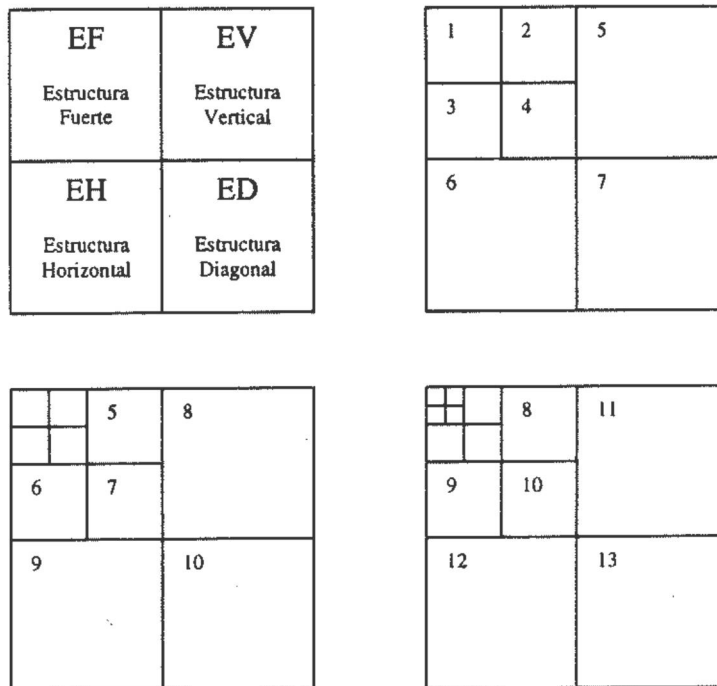 EF
EV
Estructura
Fuerte
Estructura
Vertical
EH
ED
Estructura
Horizontal
Estructura
Diagonal
1 2 5
3 4
6 7
5 8
6 7
9 10
8 11
9 10
12 13